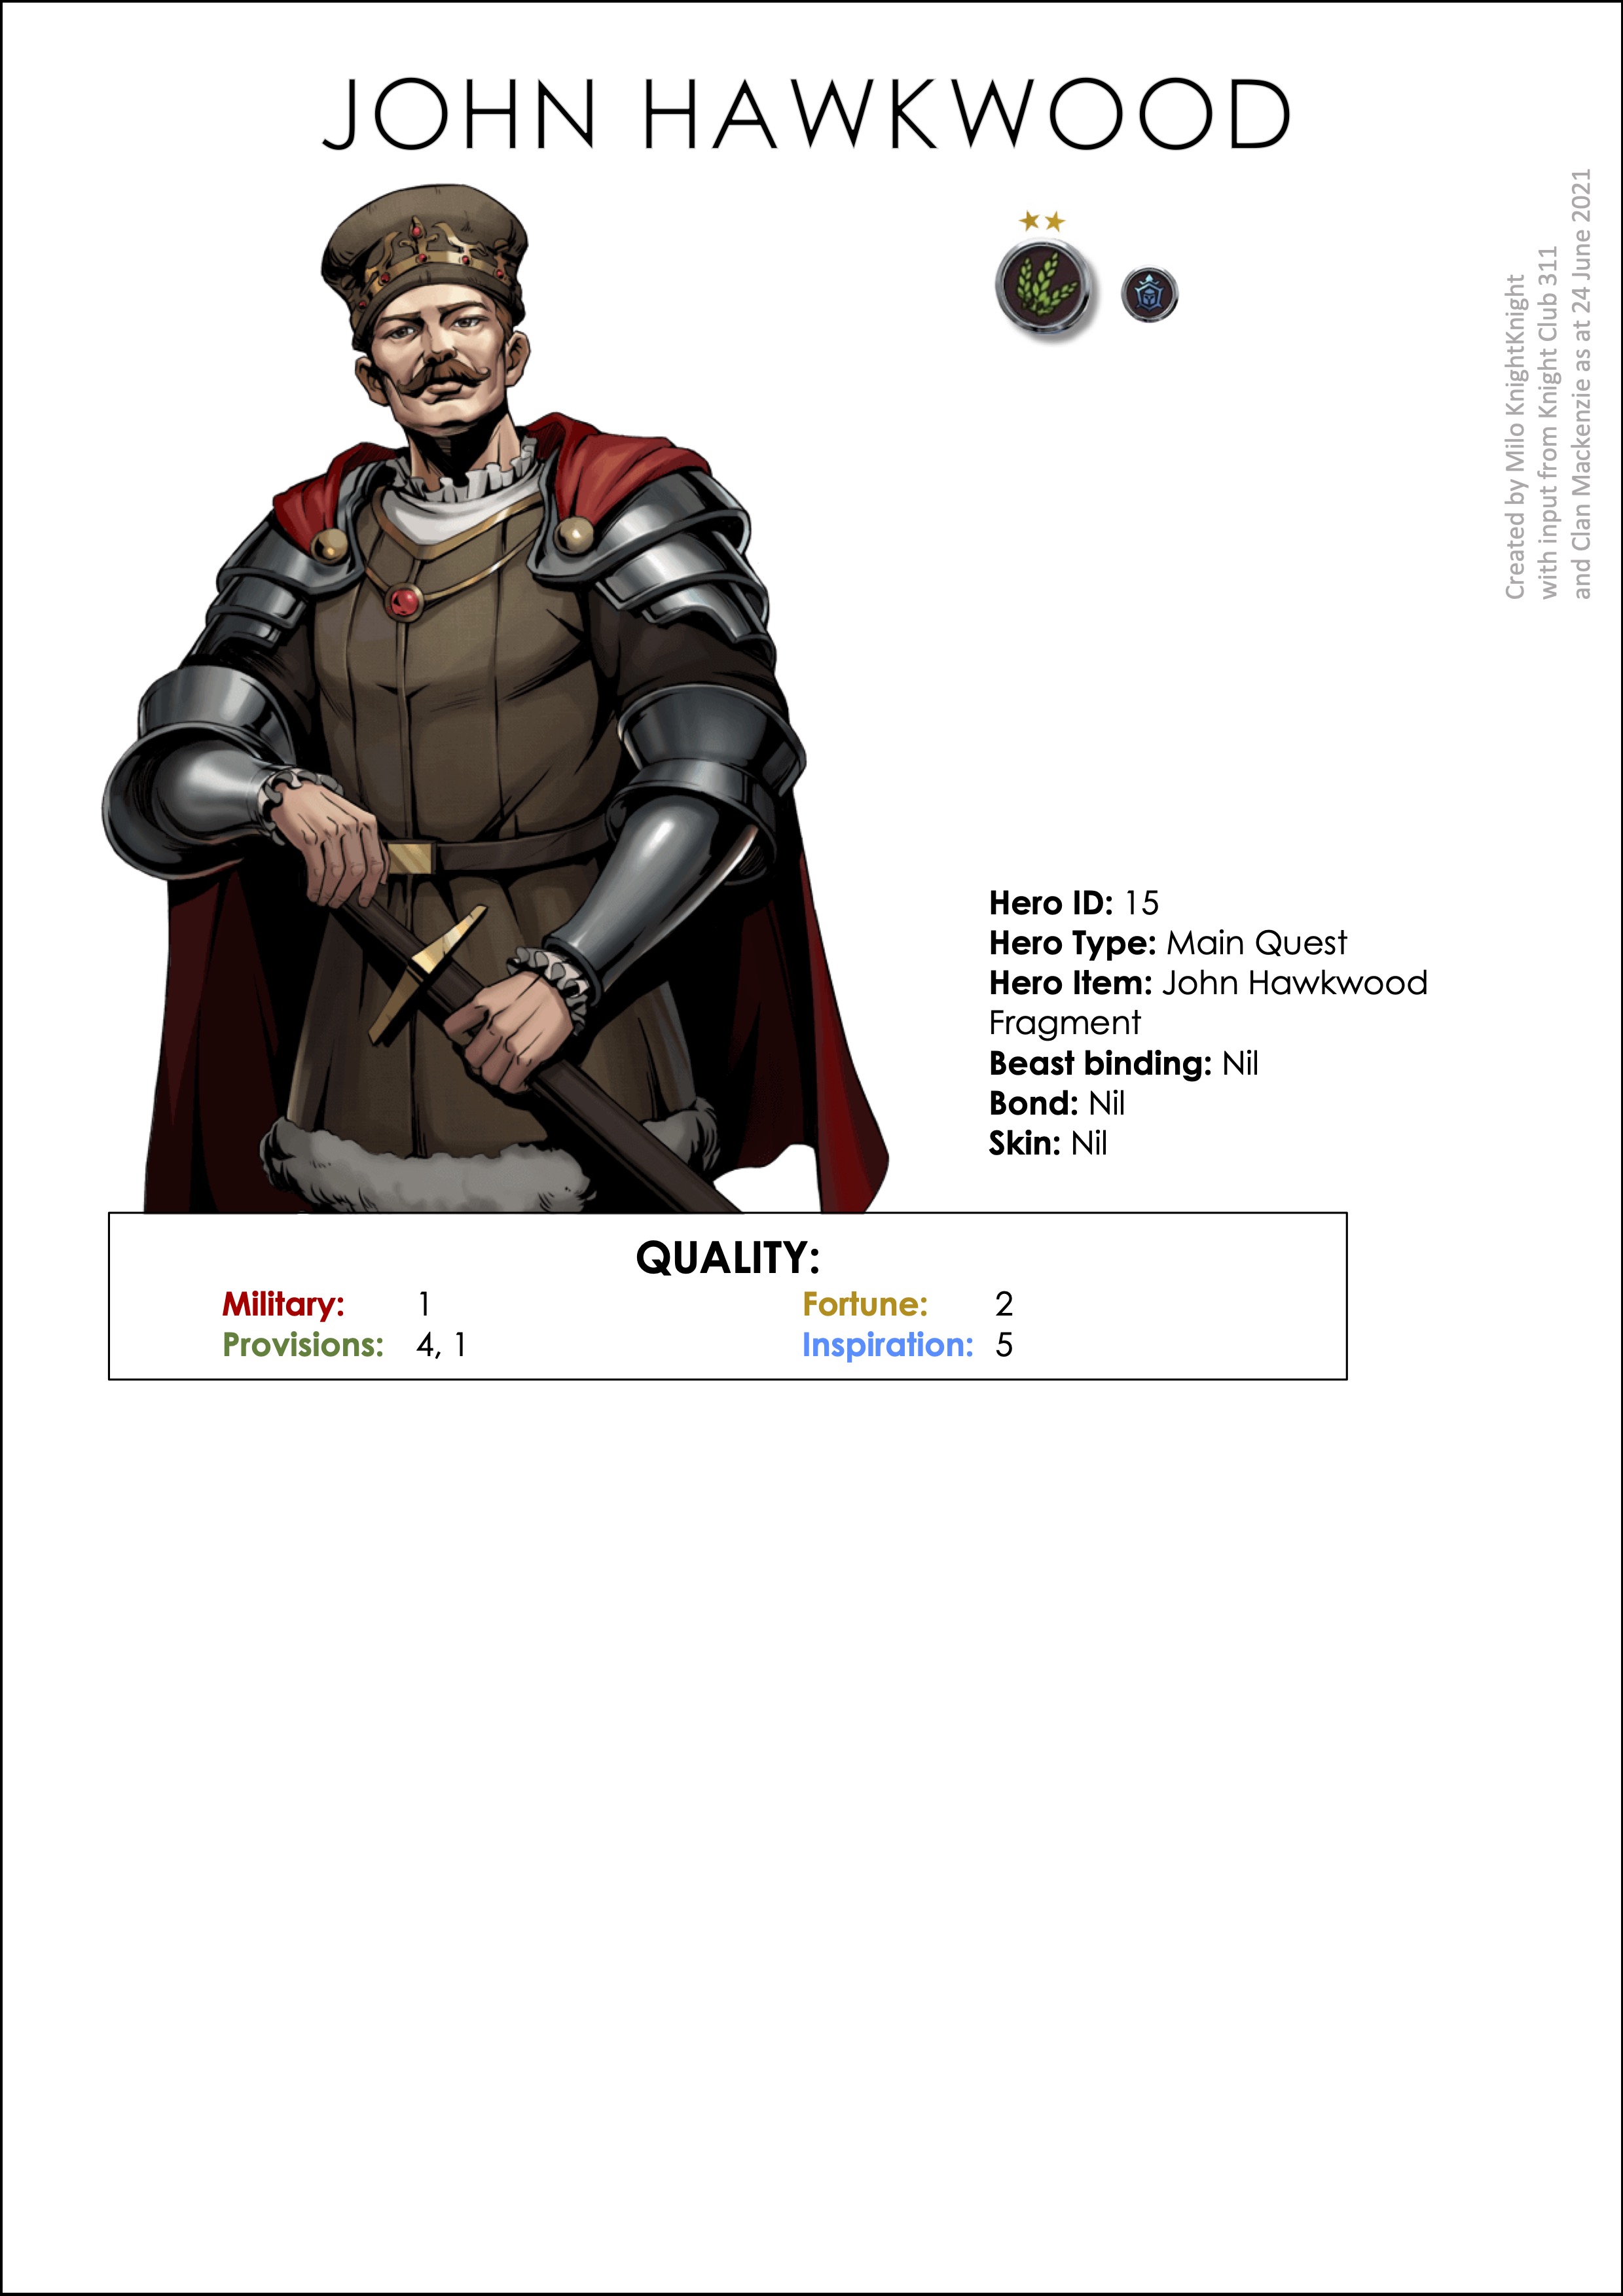 JOHN HAWKWOOD
Created by Milo KnightKnight
with input from Knight Club 311
and Clan Mackenzie as at 24 June 2021
Hero ID: 15
Hero Type: Main Quest
Hero Item: John Hawkwood
Fragment
Beast binding: Nil
Bond: Nil
Skin: Nil
QUALITY:
Military: 1 Fortune: 2
Provisions: 4, 1 Inspiration: 5